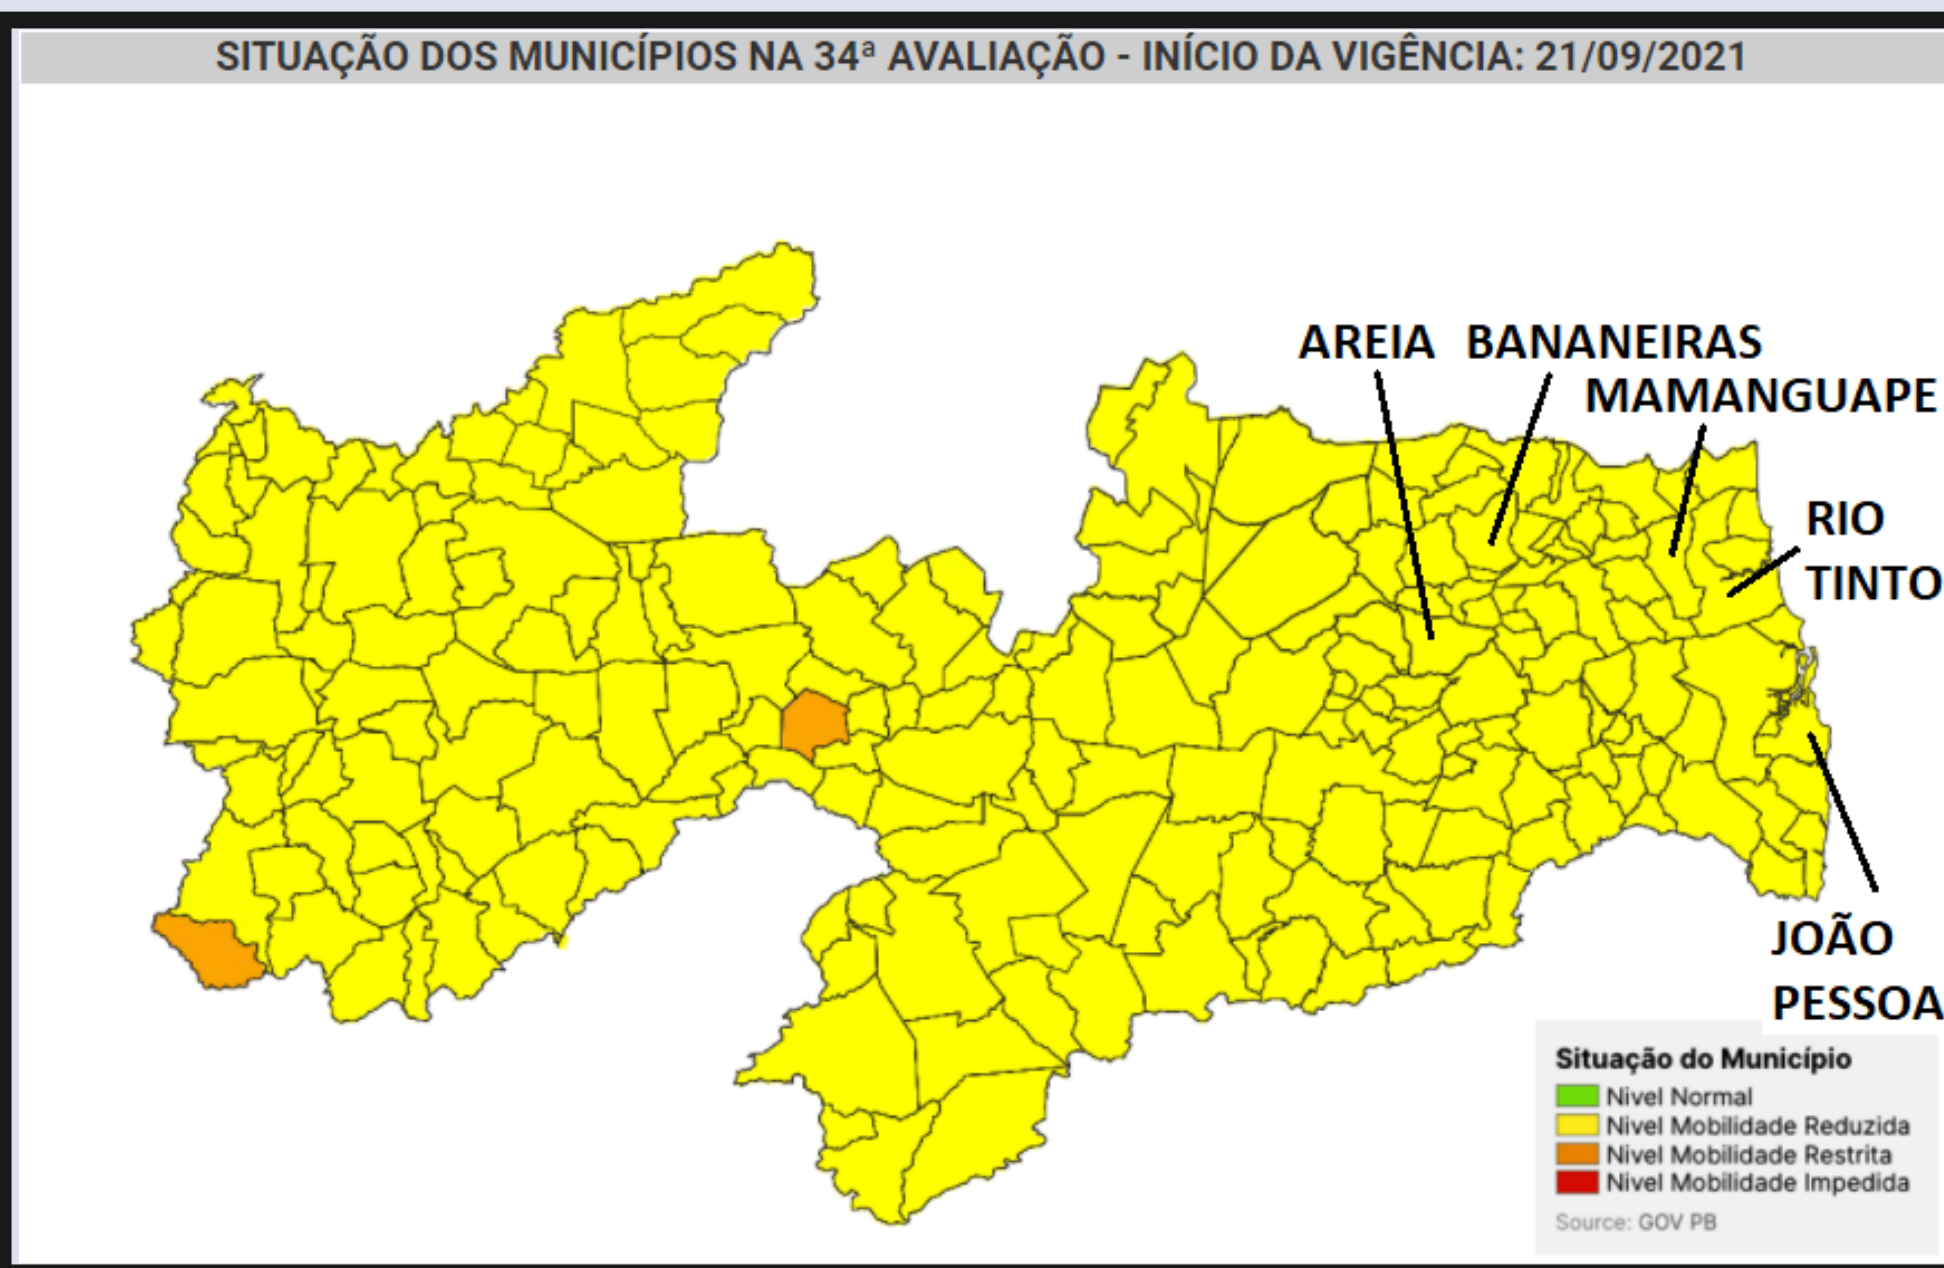 SITUAÇÃO DOS MUNICÍPIOS NA 34ª AVALIAÇÃO - INÍCIO DA VIGÊNCIA: 21/09/2021
AREIA
BANANEIRAS
MAMANGUAPE
RIO
TINTO
JOÃO
PESSOA
Situação do Município
Nivel Normal
Nivel Mobilidade Reduzida
Nivel Mobilidade Restrita
Nivel Mobilidade Impedida
Source: GOV PB